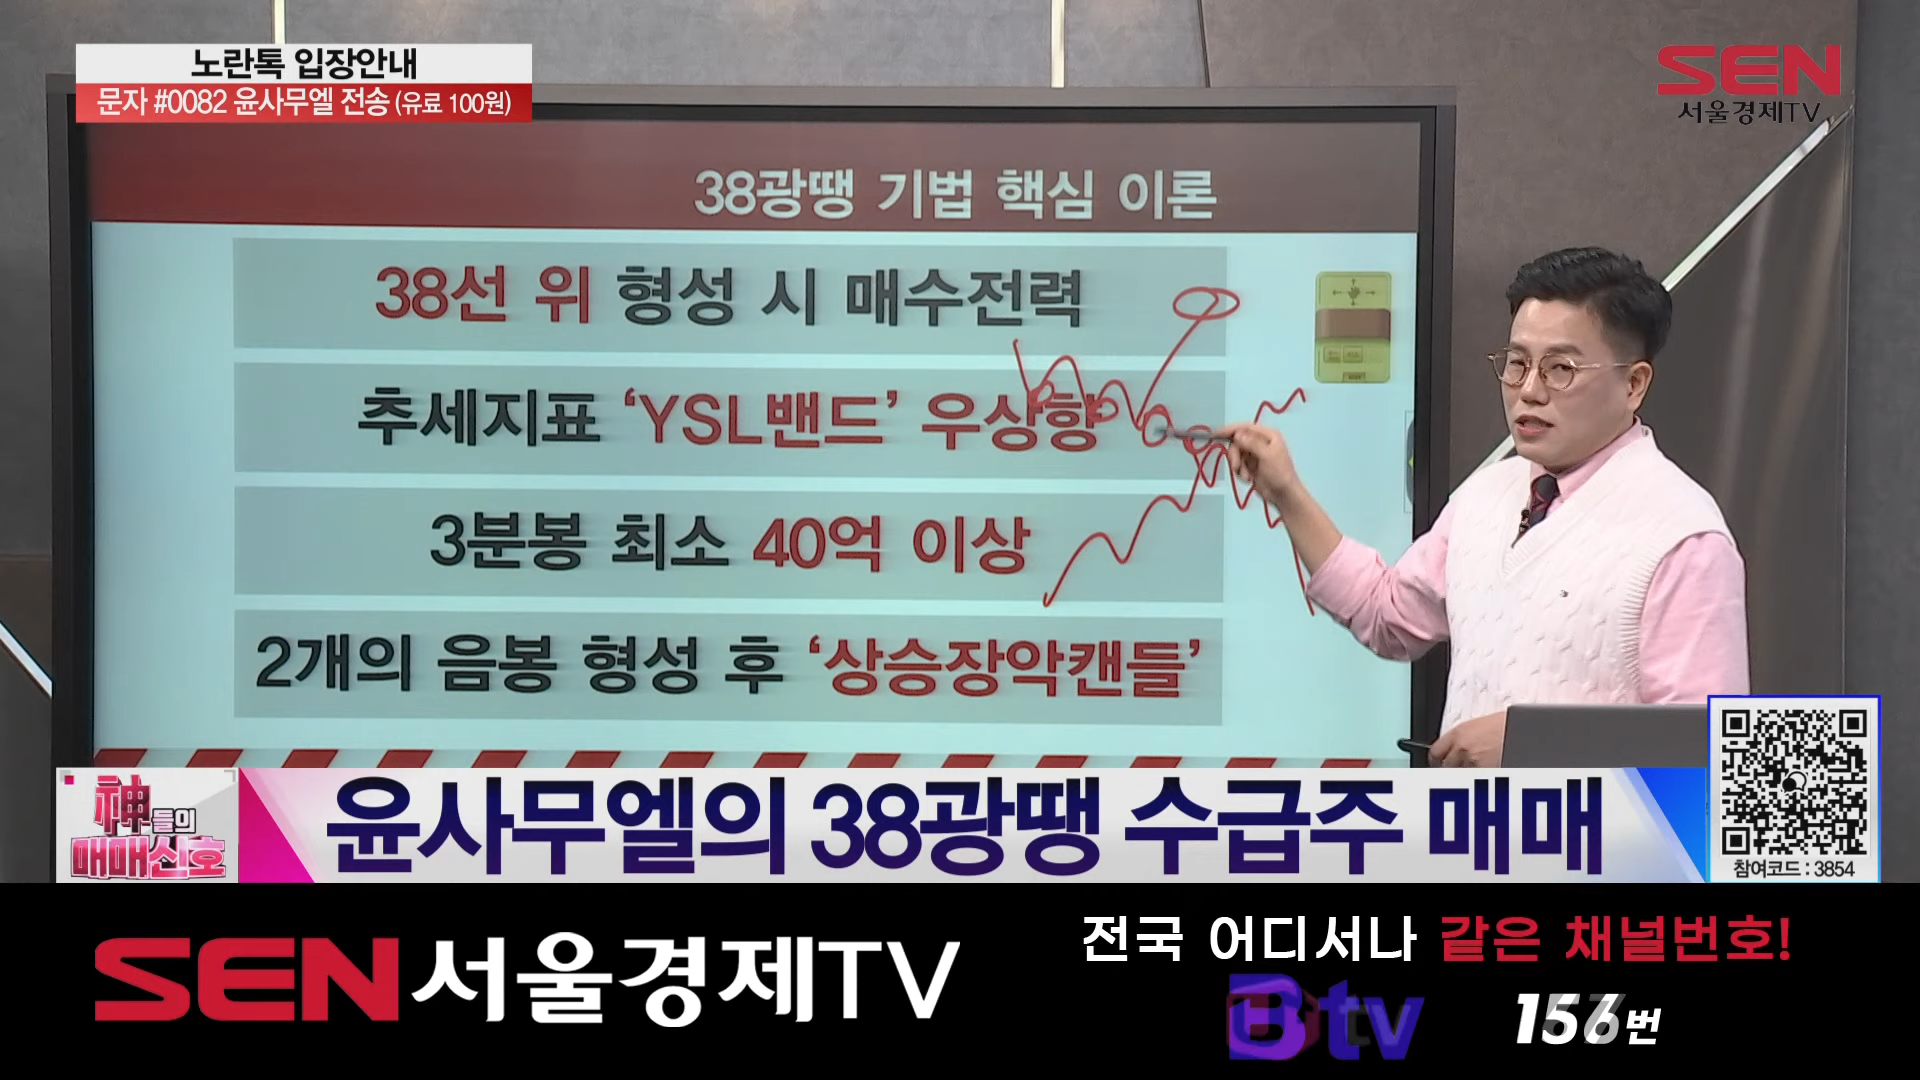 노란톡 입장안내
문자 #0082 윤사무엘 전송 (유료 100원)
SEN
서울경제TV
38광땡 기법 핵심 이론
38선 위 형성 시 매수전력
추세지표 ‘YSL밴드’ 우상향
3분봉 최소 40억 이상
2개의 음봉 형성 후 ‘상승장악캔들’
神들의
매매신호
윤사무엘의 38광땡 수급주 매매
참여코드 : 3854
SEN서울경제TV
전국 어디서나 같은 채널번호!